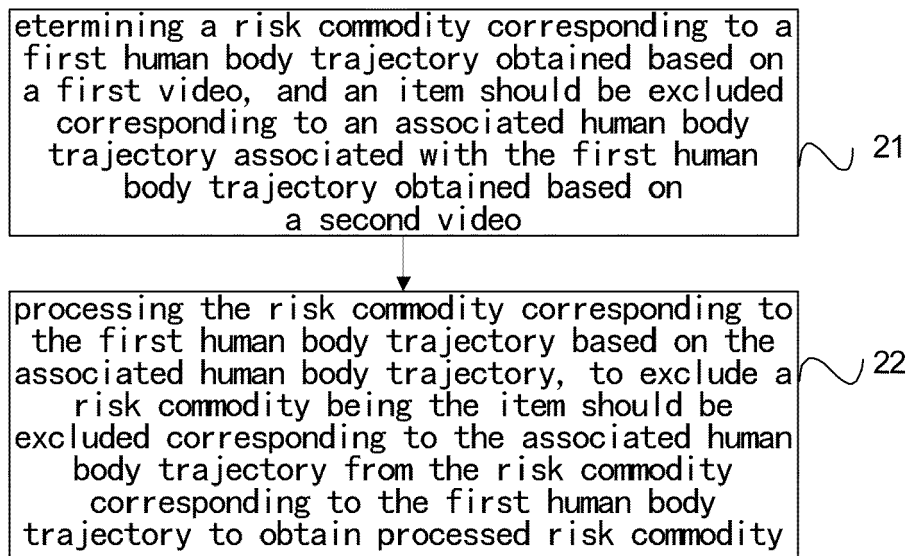 etermining a risk commodity corresponding to a
first human body trajectory obtained based on
a first video, and an item should be excluded
corresponding to an associated human body
trajectory associated with the first human
body trajectory obtained based on
a second video
21
processing the risk commodity corresponding to
the first human body trajectory based on the
associated human body trajectory, to exclude a
risk commodity being the item should be
excluded corresponding to the associated human
body trajectory from the risk commodity
corresponding to the first human body
trajectory to obtain processed risk commodity
22